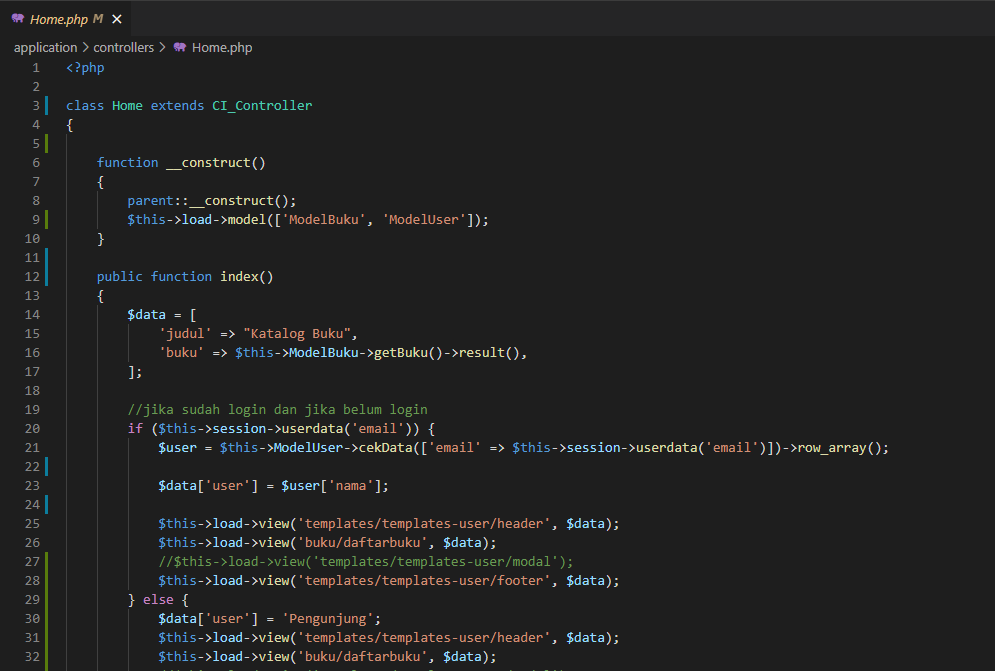 Home.php M ×
application > controllers > Home.php
1 <?php
2
3 class Home extends CI_Controller
4 {
5
6     function __construct()
7     {
8         parent::__construct();
9         $this->load->model(['ModelBuku', 'ModelUser']);
10     }
11
12     public function index()
13     {
14         $data = [
15             'judul' => "Katalog Buku",
16             'buku' => $this->ModelBuku->getBuku()->result(),
17         ];
18
19         //jika sudah login dan jika belum login
20         if ($this->session->userdata('email')) {
21             $user = $this->ModelUser->cekData(['email' => $this->session->userdata('email')])->row_array();
22
23             $data['user'] = $user['nama'];
24
25             $this->load->view('templates/templates-user/header', $data);
26             $this->load->view('buku/daftarbuku', $data);
27             //$this->load->view('templates/templates-user/modal');
28             $this->load->view('templates/templates-user/footer', $data);
29         } else {
30             $data['user'] = 'Pengunjung';
31             $this->load->view('templates/templates-user/header', $data);
32             $this->load->view('buku/daftarbuku', $data);